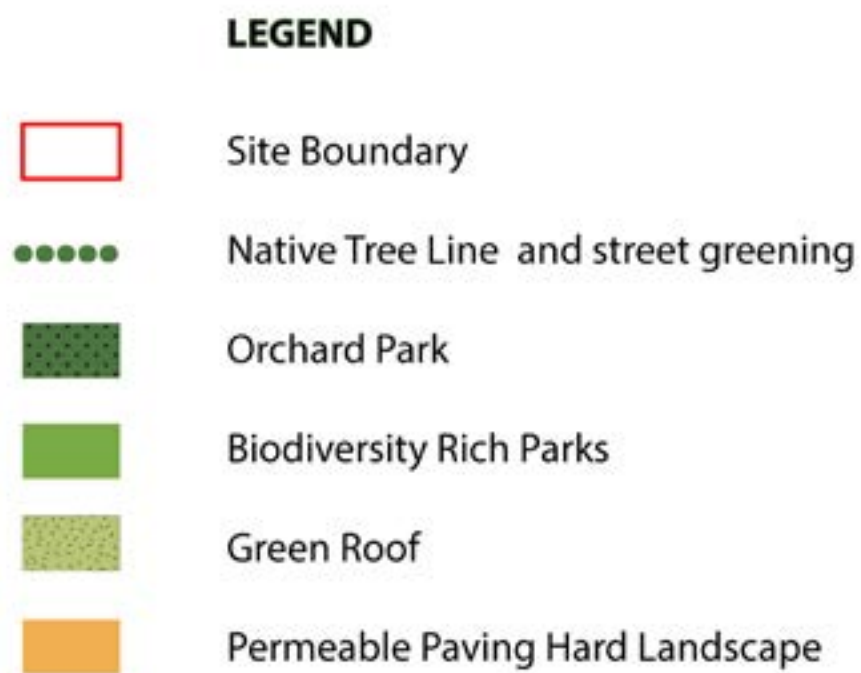 LEGEND
Site Boundary
Native Tree Line and street greening
Orchard Park
Biodiversity Rich Parks
Green Roof
Permeable Paving Hard Landscape